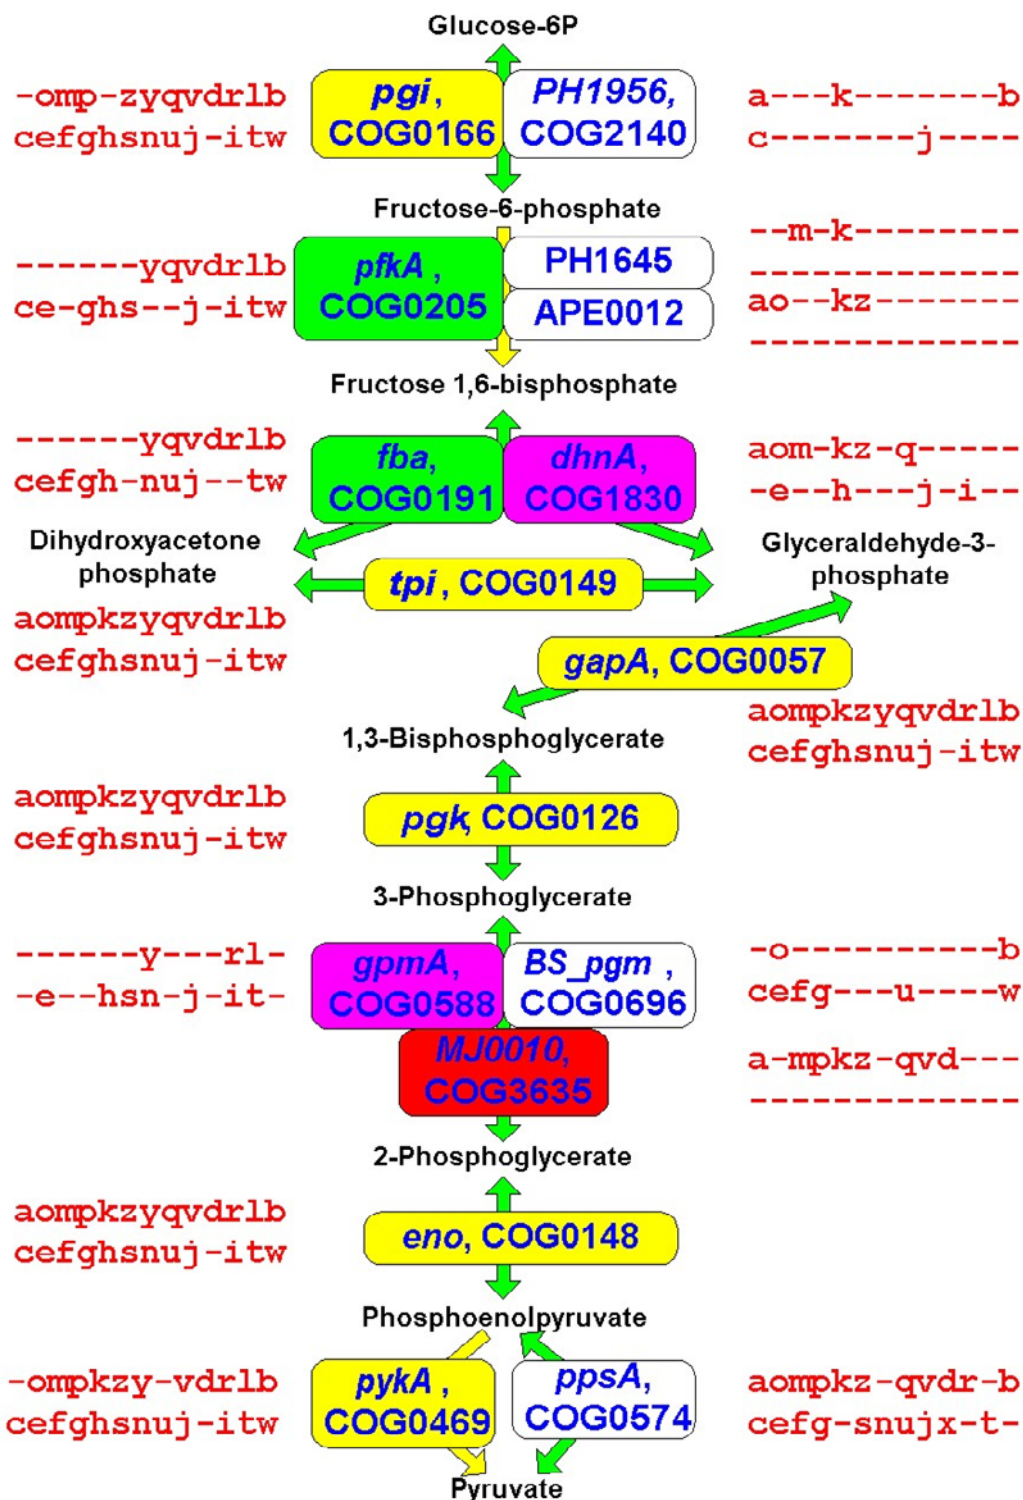 Glucose-6P
-omp-zyqvdrlb
cefghsnuj-itw
pgi,
COG0166
PH1956,
COG2140
a---k-------b
c-------j----
Fructose-6-phosphate
------yqvdrlb
ce-ghs--j-itw
pfkA,
COG0205
PH1645
APE0012
--m-k--------
-------------
ao--kz-------
-------------
Fructose 1,6-bisphosphate
------yqvdrlb
cefgh-nuj--tw
fba,
COG0191
dhnA,
COG1830
aom-kz-q-----
-e--h---j-i--
Dihydroxyacetone
phosphate
Glyceraldehyde-3-
phosphate
tpi, COG0149
aompkzyqvdrlb
cefghsnuj-itw
gapA, COG0057
aompkzyqvdrlb
cefghsnuj-itw
1,3-Bisphosphoglycerate
aompkzyqvdrlb
cefghsnuj-itw
pgk, COG0126
3-Phosphoglycerate
------y---rl-
-e--hsn-j-it-
gpmA,
COG0588
BS_pgm,
COG0696
-o----------b
cefg---u----w
MJ0010,
COG3635
a-mpkz-qvd---
-------------
2-Phosphoglycerate
aompkzyqvdrlb
cefghsnuj-itw
eno, COG0148
Phosphoenolpyruvate
-ompkzy-vdrlb
cefghsnuj-itw
pykA,
COG0469
ppsA,
COG0574
aompkz-qvdr-b
cefg-snujx-t-
Pyruvate